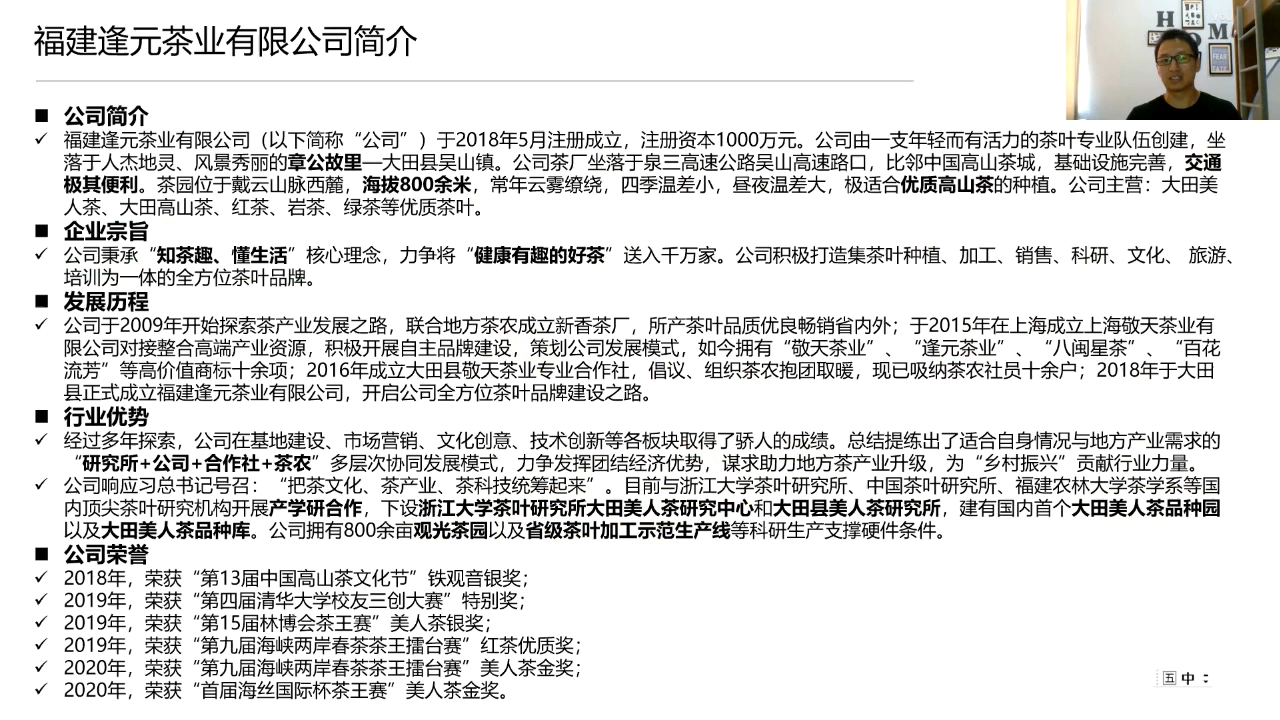 福建逢元茶业有限公司简介
■ 公司简介
✓ 福建逢元茶业有限公司（以下简称“公司”）于2018年5月注册成立，注册资本1000万元。公司由一支年轻而有活力的茶叶专业队伍创建，坐
落于人杰地灵、风景秀丽的章公故里—大田县吴山镇。公司茶厂坐落于泉三高速公路吴山高速路口，比邻中国高山茶城，基础设施完善，交通
极其便利。茶园位于戴云山脉西麓，海拔800余米，常年云雾缭绕，四季温差小，昼夜温差大，极适合优质高山茶的种植。公司主营：大田美
人茶、大田高山茶、红茶、岩茶、绿茶等优质茶叶。
■ 企业宗旨
✓ 公司秉承“知茶趣、懂生活”核心理念，力争将“健康有趣的好茶”送入千万家。公司积极打造集茶叶种植、加工、销售、科研、文化、 旅游、
培训为一体的全方位茶叶品牌。
■ 发展历程
✓ 公司于2009年开始探索茶产业发展之路，联合地方茶农成立新香茶厂，所产茶叶品质优良畅销省内外；于2015年在上海成立上海敬天茶业有
限公司对接整合高端产业资源，积极开展自主品牌建设，策划公司发展模式，如今拥有“敬天茶业”、“逢元茶业”、“八闽星茶”、“百花
流芳”等高价值商标十余项；2016年成立大田县敬天茶业专业合作社，倡议、组织茶农抱团取暖，现已吸纳茶农社员十余户；2018年于大田
县正式成立福建逢元茶业有限公司，开启公司全方位茶叶品牌建设之路。
■ 行业优势
✓ 经过多年探索，公司在基地建设、市场营销、文化创意、技术创新等各板块取得了骄人的成绩。总结提练出了适合自身情况与地方产业需求的
“研究所+公司+合作社+茶农”多层次协同发展模式，力争发挥团结经济优势，谋求助力地方茶产业升级，为“乡村振兴”贡献行业力量。
✓ 公司响应习总书记号召：“把茶文化、茶产业、茶科技统筹起来”。目前与浙江大学茶叶研究所、中国茶叶研究所、福建农林大学茶学系等国
内顶尖茶叶研究机构开展产学研合作，下设浙江大学茶叶研究所大田美人茶研究中心和大田县美人茶研究所，建有国内首个大田美人茶品种园
以及大田美人茶品种库。公司拥有800余亩观光茶园以及省级茶叶加工示范生产线等科研生产支撑硬件条件。
■ 公司荣誉
✓ 2018年，荣获“第13届中国高山茶文化节”铁观音银奖；
✓ 2019年，荣获“第四届清华大学校友三创大赛”特别奖；
✓ 2019年，荣获“第15届林博会茶王赛”美人茶银奖；
✓ 2019年，荣获“第九届海峡两岸春茶茶王擂台赛”红茶优质奖；
✓ 2020年，荣获“第九届海峡两岸春茶茶王擂台赛”美人茶金奖；
✓ 2020年，荣获“首届海丝国际杯茶王赛”美人茶金奖。
H
O M
FEAR
五 中